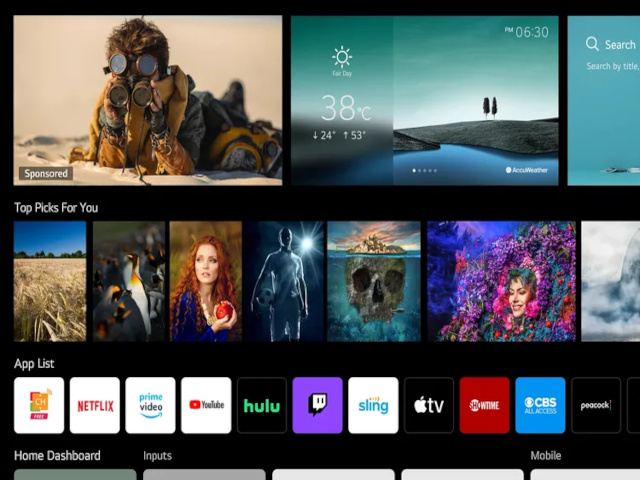 Sponsored
PM 06:30
Fair Day
38°C
↓24° ↑53°
AccuWeather
Search
Search by title,
Top Picks For You
App List
CH
FREE
NETFLIX
prime
video
YouTube
hulu
sling
tv
SHOWTIME
CBS
ALL ACCESS
peacock
Home Dashboard
Inputs
Mobile